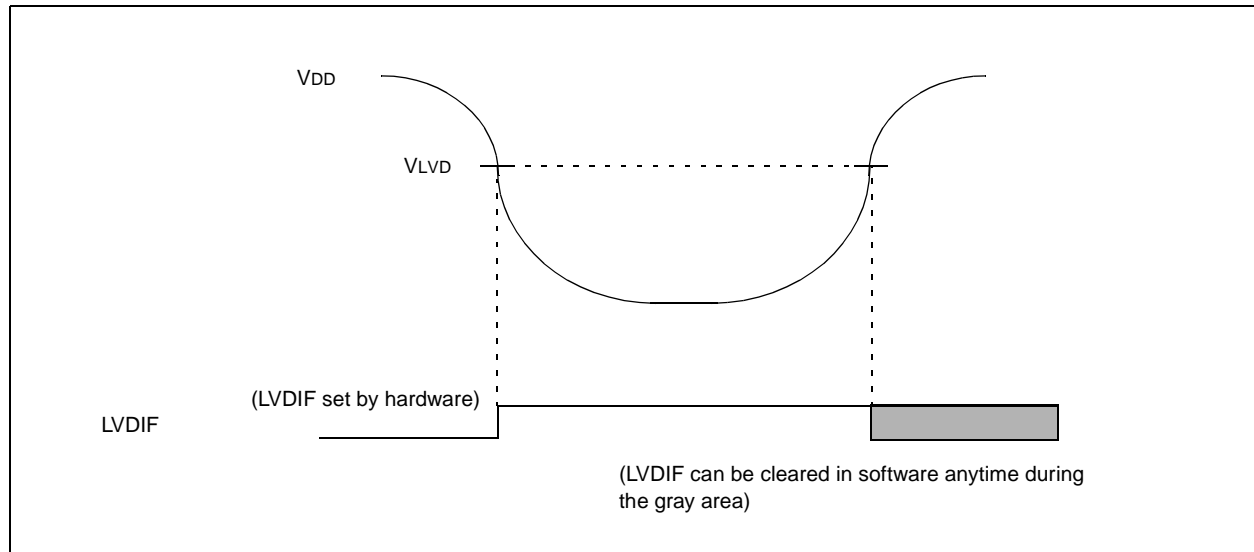 VDD
VLVD
(LVDIF set by hardware)
LVDIF
(LVDIF can be cleared in software anytime during
the gray area)